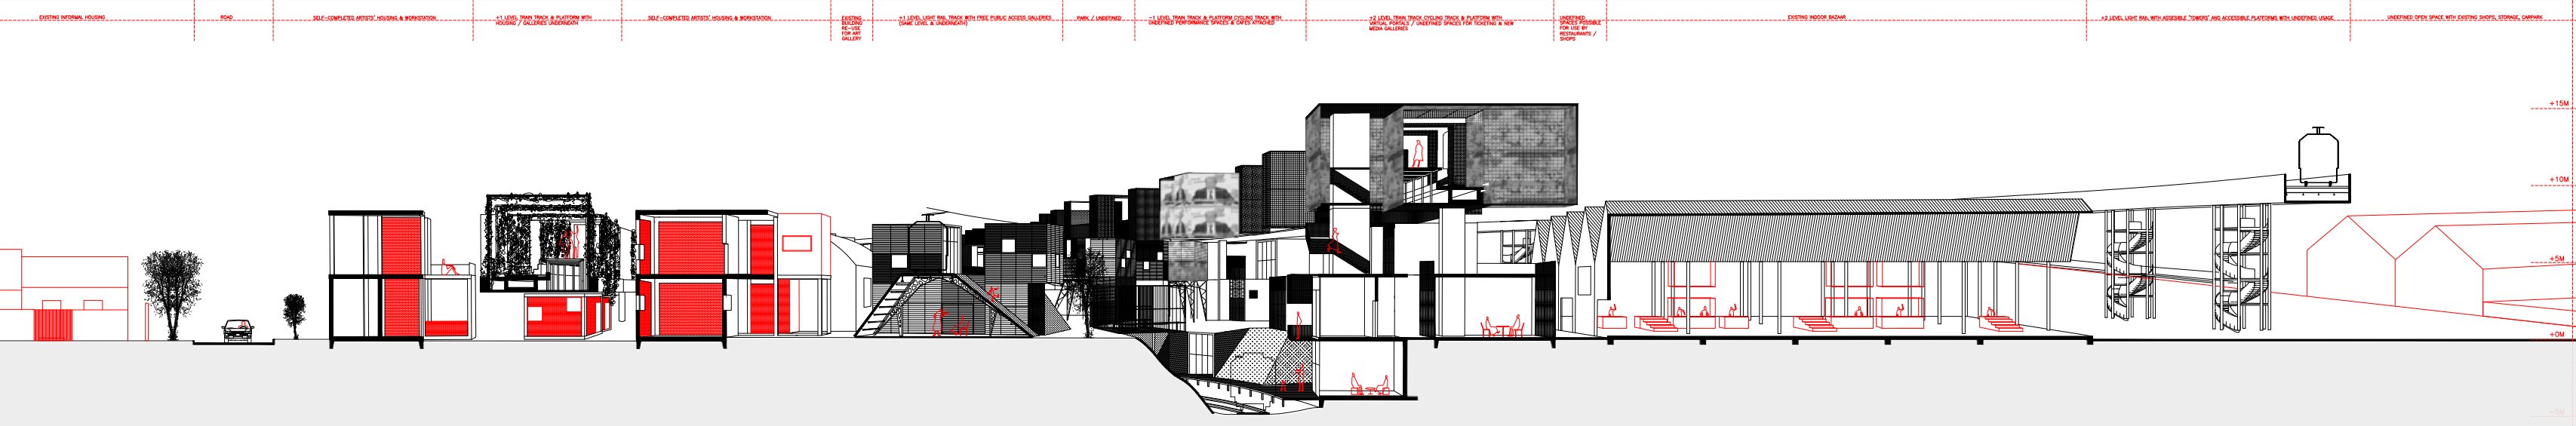 EXISTING INFORMAL HOUSING
ROAD
SELF-COMPLETED ARTISTS' HOUSING & WORKSTATION
+1 LEVEL TRAIN TRACK & PLATFORM WITH
HOUSING / GALLERIES UNDERNEATH
SELF-COMPLETED ARTISTS' HOUSING & WORKSTATION
EXISTING
BUILDING
RE-USE
FOR ART
GALLERY
+1 LEVEL LIGHT RAIL TRACK WITH FREE PUBLIC ACCESS GALLERIES
(SAME LEVEL & UNDERNEATH)
PARK / UNDEFINED
-1 LEVEL TRAIN TRACK & PLATFORM CYCLING TRACK WITH
UNDEFINED PERFORMANCE SPACES & CAFES ATTACHED
+2 LEVEL TRAIN TRACK CYCLING TRACK & PLATFORM WITH
VIRTUAL PORTALS / UNDEFINED SPACES FOR TICKETING & NEW
MEDIA GALLERIES
UNDEFINED
SPACES POSSIBLE
FOR USE BY
RESTAURANTS /
SHOPS
EXISTING INDOOR BAZAAR
+2 LEVEL LIGHT RAIL WITH ASSESIBLE 'TOWERS' AND ACCESSIBLE PLATFORMS WITH UNDEFINED USAGE
UNDEFINED OPEN SPACE WITH EXISTING SHOPS, STORAGE, CARPARK
+15M
+10M
+5M
+0M
-5M